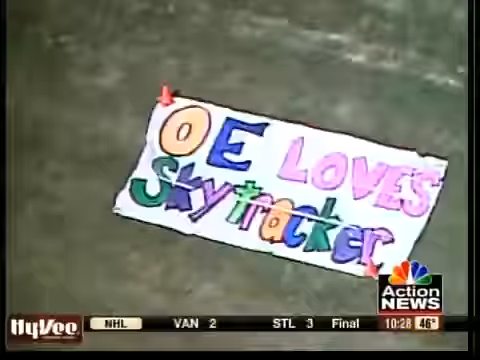 OE LOVES
Skytracker
Action
NEWS
HyVee
NHL VAN 2 STL 3 Final 10:28 46°